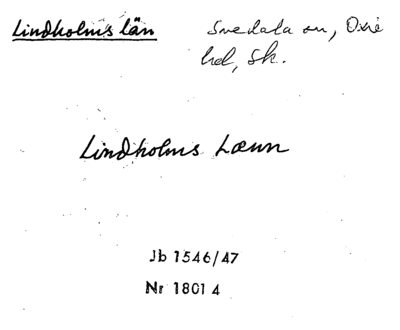 Lindholms län
Svedala sn, Oxie
hd, Sk.
Lindholms Læun
Jb 1546/47
Nr 1801 4